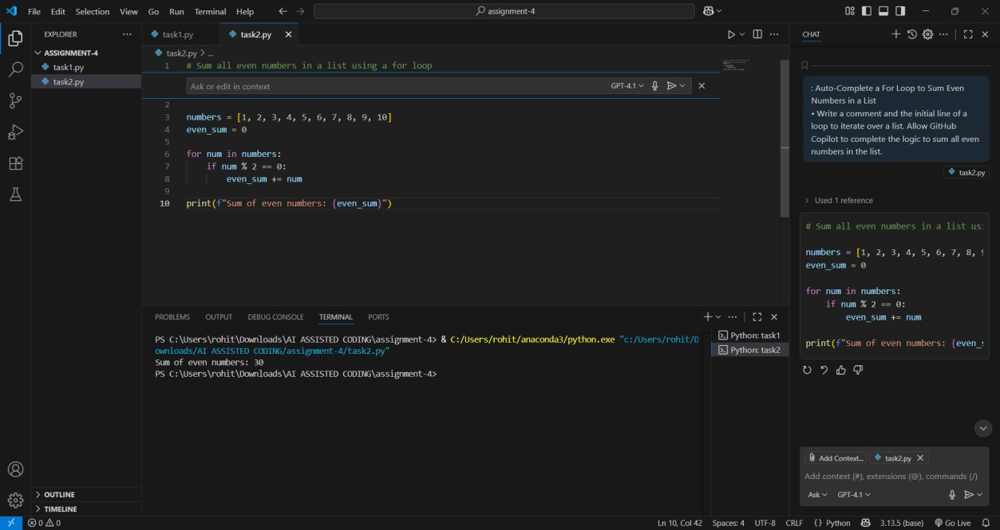 File Edit Selection View Go Run Terminal Help
assignment-4
EXPLORER
ASSIGNMENT-4
task1.py
task2.py
task1.py
task2.py
task2.py > ...
1 # Sum all even numbers in a list using a for loop
Ask or edit in context
GPT-4.1
2
3 numbers = [1, 2, 3, 4, 5, 6, 7, 8, 9, 10]
4 even_sum = 0
5
6 for num in numbers:
7 if num % 2 == 0:
8 even_sum += num
9
10 print(f"Sum of even numbers: {even_sum}")
PROBLEMS OUTPUT DEBUG CONSOLE TERMINAL PORTS
PS C:\Users\rohit\Downloads\AI ASSISTED CODING\assignment-4> & C:/Users/rohit/anaconda3/python.exe "c:/Users/rohit/D
ownloads/AI ASSISTED CODING/assignment-4/task2.py"
Sum of even numbers: 30
PS C:\Users\rohit\Downloads\AI ASSISTED CODING\assignment-4>
Python: task1
Python: task2
CHAT
: Auto-Complete a For Loop to Sum Even
Numbers in a List
• Write a comment and the initial line of a
loop to iterate over a list. Allow GitHub
Copilot to complete the logic to sum all even
numbers in the list.
task2.py
Used 1 reference
# Sum all even numbers in a list usi
numbers = [1, 2, 3, 4, 5, 6, 7, 8, 9
even_sum = 0
for num in numbers:
if num % 2 == 0:
even_sum += num
print(f"Sum of even numbers: {even_s
Add Context...
task2.py
Add context (#), extensions (@), commands (/)
Ask
GPT-4.1
OUTLINE
TIMELINE
0 0
Ln 10, Col 42
Spaces: 4
UTF-8
CRLF
{ } Python
3.13.5 (base)
Go Live